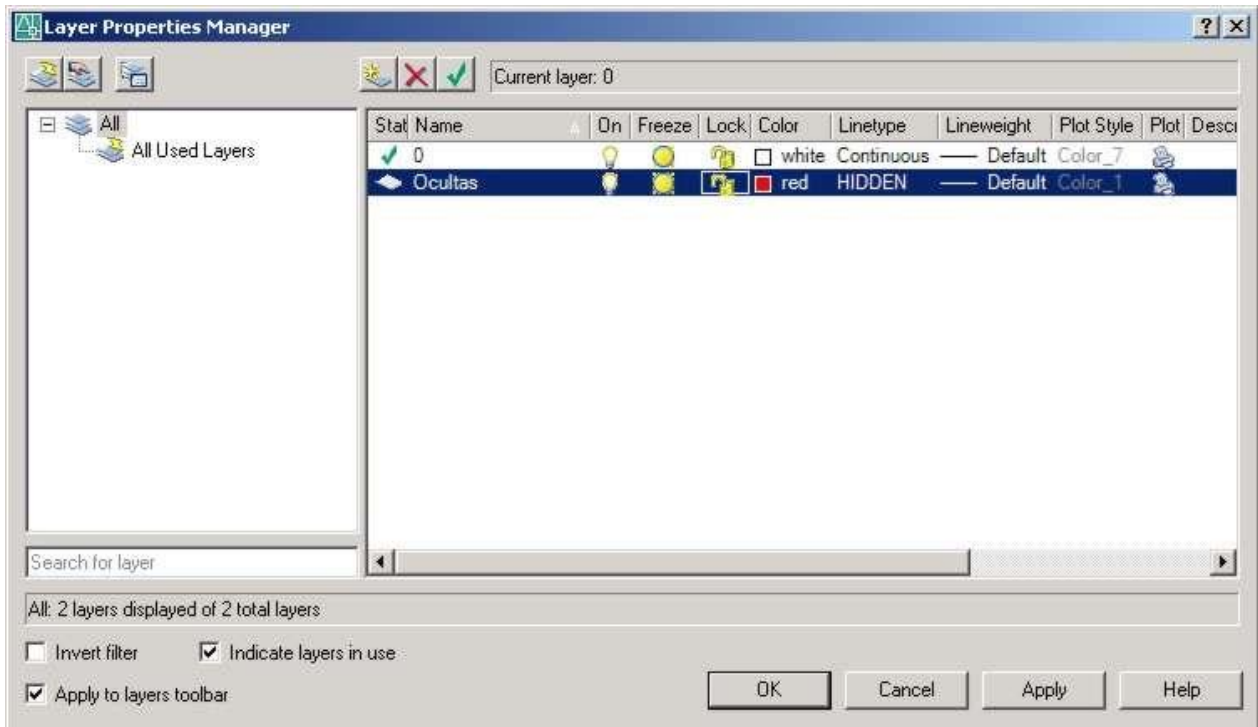 Layer Properties Manager
Current layer: 0
All
All Used Layers
Stat Name On Freeze Lock Color Linetype Lineweight Plot Style Plot Descr
0 white Continuous Default Color_7
Ocultas red HIDDEN Default Color_1
Search for layer
All: 2 layers displayed of 2 total layers
Invert filter Indicate layers in use
Apply to layers toolbar
OK Cancel Apply Help